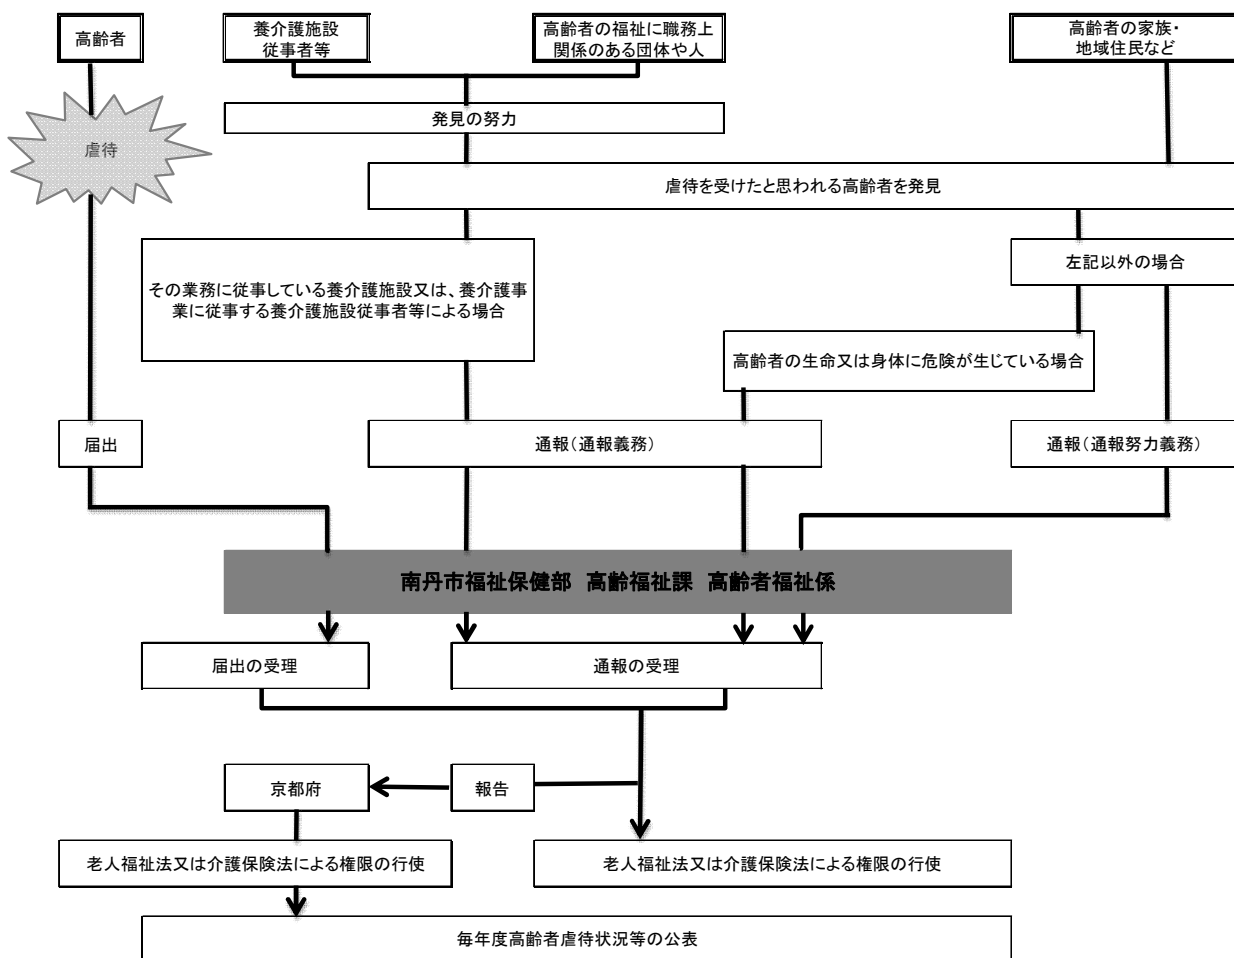 高齢者
養介護施設
従事者等
高齢者の福祉に職務上
関係のある団体や人
高齢者の家族・
地域住民など
虐待
発見の努力
虐待を受けたと思われる高齢者を発見
その業務に従事している養介護施設又は、養介護事
業に従事する養介護施設従事者等による場合
左記以外の場合
高齢者の生命又は身体に危険が生じている場合
届出
通報(通報義務)
通報(通報努力義務)
南丹市福祉保健部 高齢福祉課 高齢者福祉係
届出の受理
通報の受理
京都府
報告
老人福祉法又は介護保険法による権限の行使
老人福祉法又は介護保険法による権限の行使
毎年度高齢者虐待状況等の公表